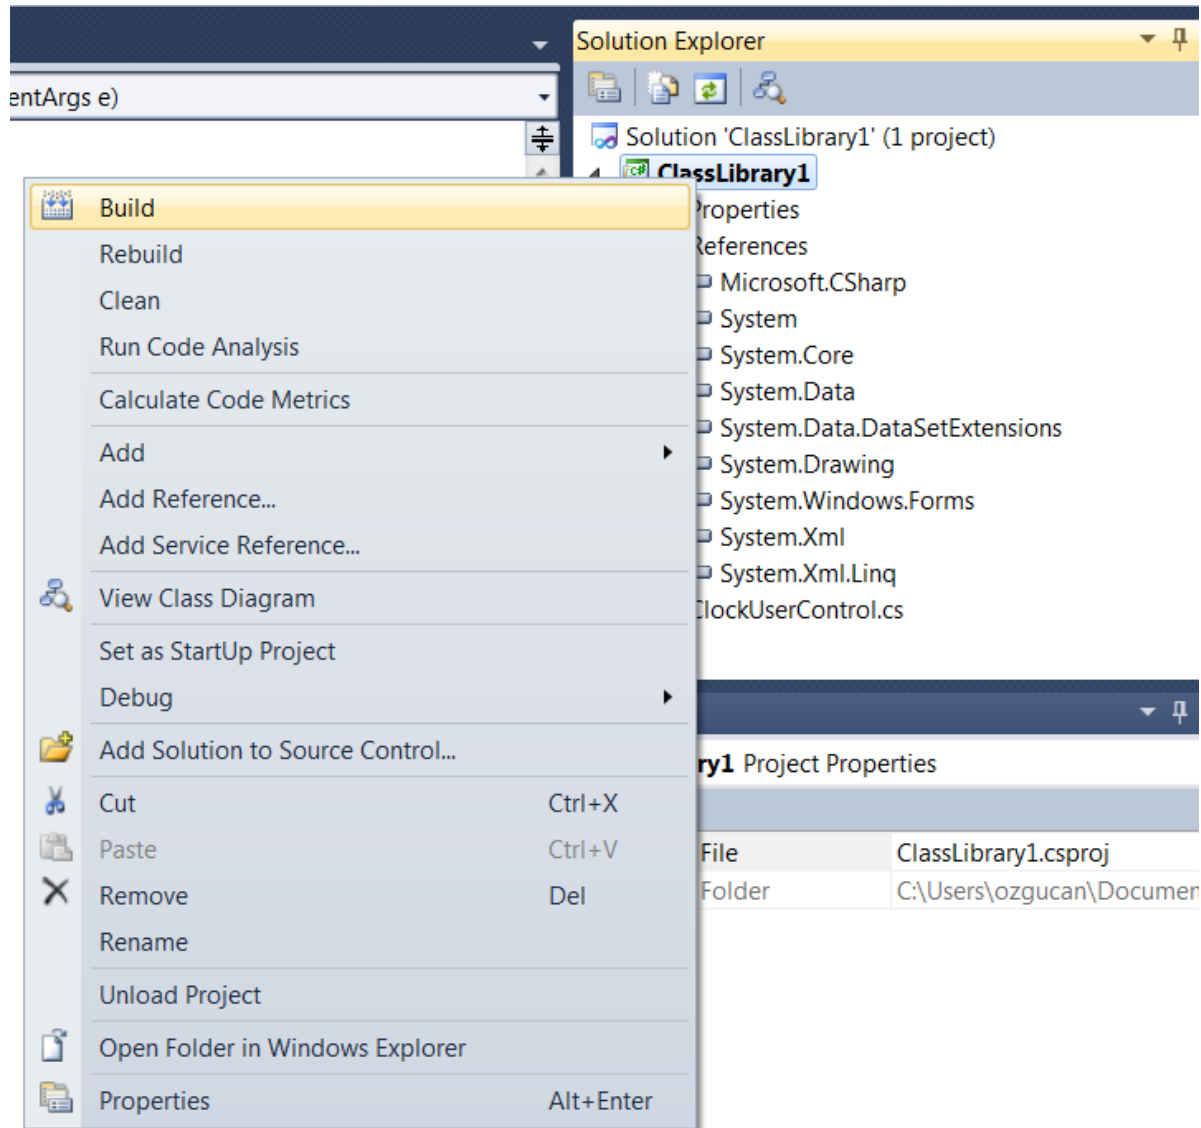 Solution Explorer
entArgs e)
Solution 'ClassLibrary1' (1 project)
ClassLibrary1
Properties
References
Microsoft.CSharp
System
System.Core
System.Data
System.Data.DataSetExtensions
System.Drawing
System.Windows.Forms
System.Xml
System.Xml.Linq
ClockUserControl.cs
Build
Rebuild
Clean
Run Code Analysis
Calculate Code Metrics
Add
Add Reference...
Add Service Reference...
View Class Diagram
Set as StartUp Project
Debug
Add Solution to Source Control...
Cut Ctrl+X
Paste Ctrl+V
Remove Del
Rename
Unload Project
Open Folder in Windows Explorer
Properties Alt+Enter
ry1 Project Properties
File ClassLibrary1.csproj
Folder C:\Users\ozgucan\Documen